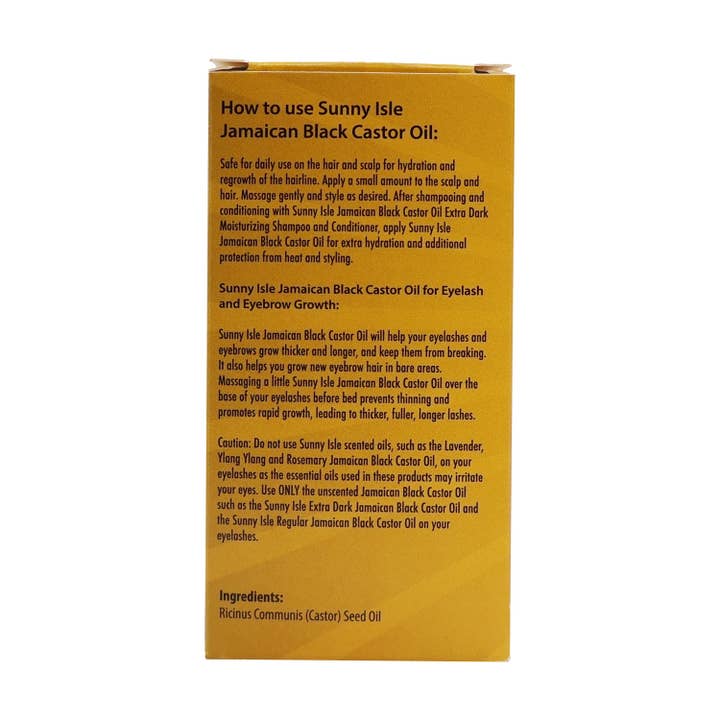 How to use Sunny Isle
Jamaican Black Castor Oil:
Safe for daily use on the hair and scalp for hydration and
regrowth of the hairline. Apply a small amount to the scalp and
hair. Massage gently and style as desired. After shampooing and
conditioning with Sunny Isle Jamaican Black Castor Oil Extra Dark
Moisturizing Shampoo and Conditioner, apply Sunny Isle
Jamaican Black Castor Oil for extra hydration and additional
protection from heat and styling.
Sunny Isle Jamaican Black Castor Oil for Eyelash
and Eyebrow Growth:
Sunny Isle Jamaican Black Castor Oil will help your eyelashes and
eyebrows grow thicker and longer, and keep them from breaking.
It also helps you grow new eyebrow hair in bare areas.
Massaging a little Sunny Isle Jamaican Black Castor Oil over the
base of your eyelashes before bed prevents thinning and
promotes rapid growth, leading to thicker, fuller, longer lashes.
Caution: Do not use Sunny Isle scented oils, such as the Lavender,
Ylang Ylang and Rosemary Jamaican Black Castor Oil, on your
eyelashes as the essential oils used in these products may irritate
your eyes. Use ONLY the unscented Jamaican Black Castor Oil
such as the Sunny Isle Extra Dark Jamaican Black Castor Oil and
the Sunny Isle Regular Jamaican Black Castor Oil on your
eyelashes.
Ingredients:
Ricinus Communis (Castor) Seed Oil